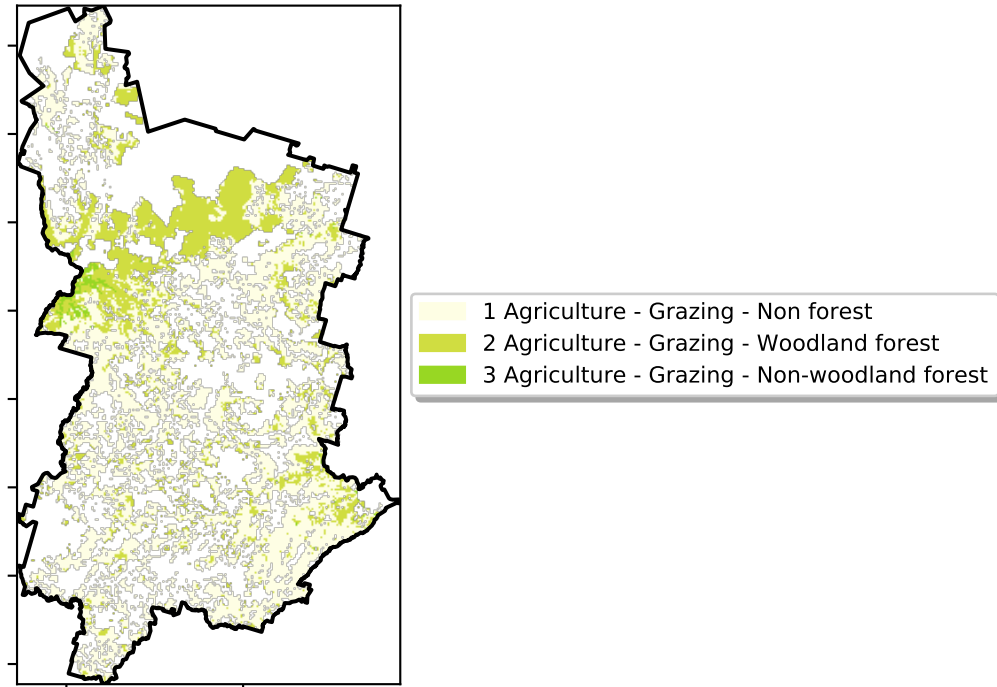 1 Agriculture - Grazing - Non forest
2 Agriculture - Grazing - Woodland forest
3 Agriculture - Grazing - Non-woodland forest